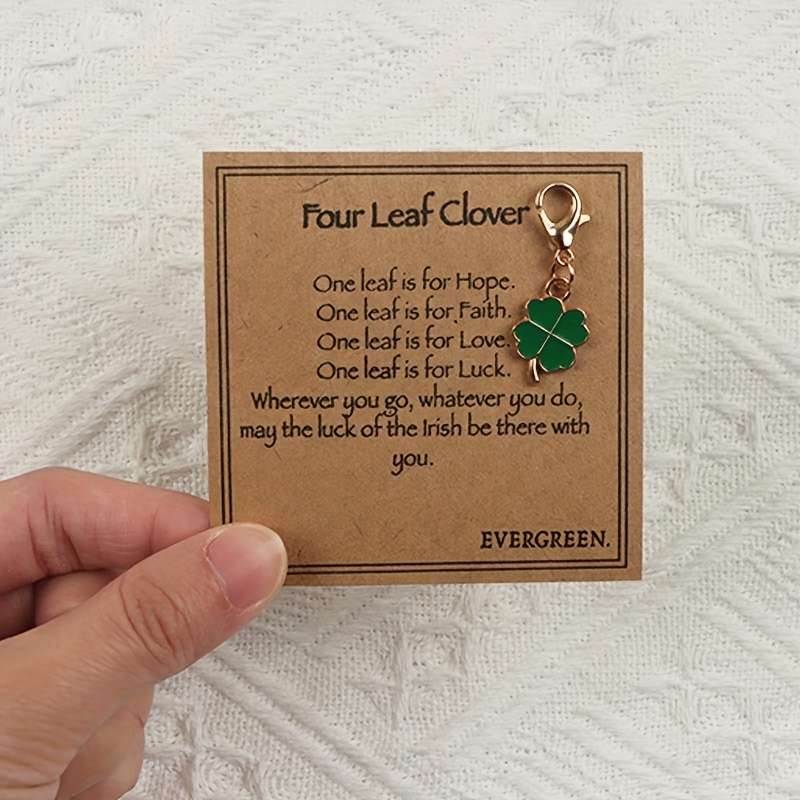 Four Leaf Clover
One leaf is for Hope.
One leaf is for Faith.
One leaf is for Love.
One leaf is for Luck.
Wherever you go, whatever you do,
may the luck of the Irish be there with
you.
EVERGREEN.